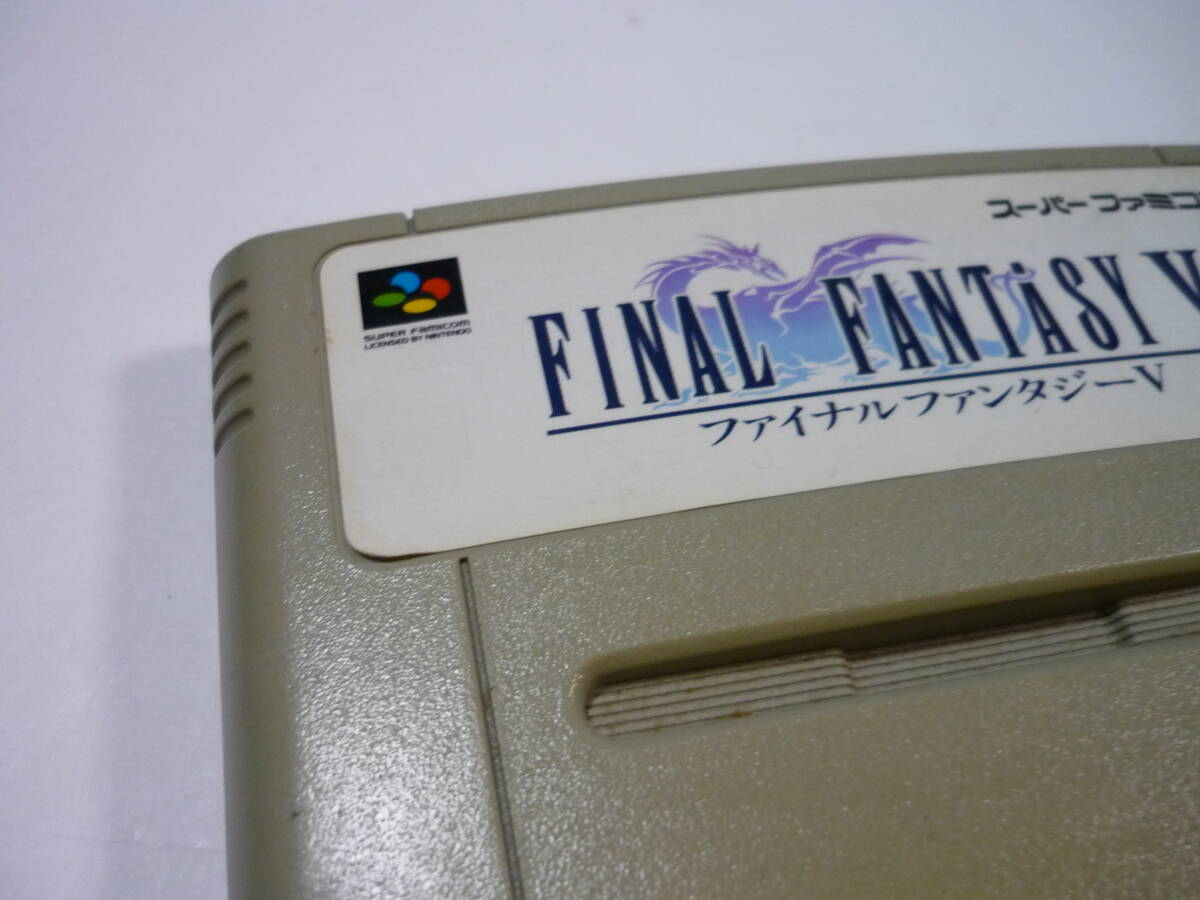 スーパーファミコ
SUPER FAMICOM
LICENSED BY NINTENDO
FINAL FANTASY V
ファイナルファンタジーV